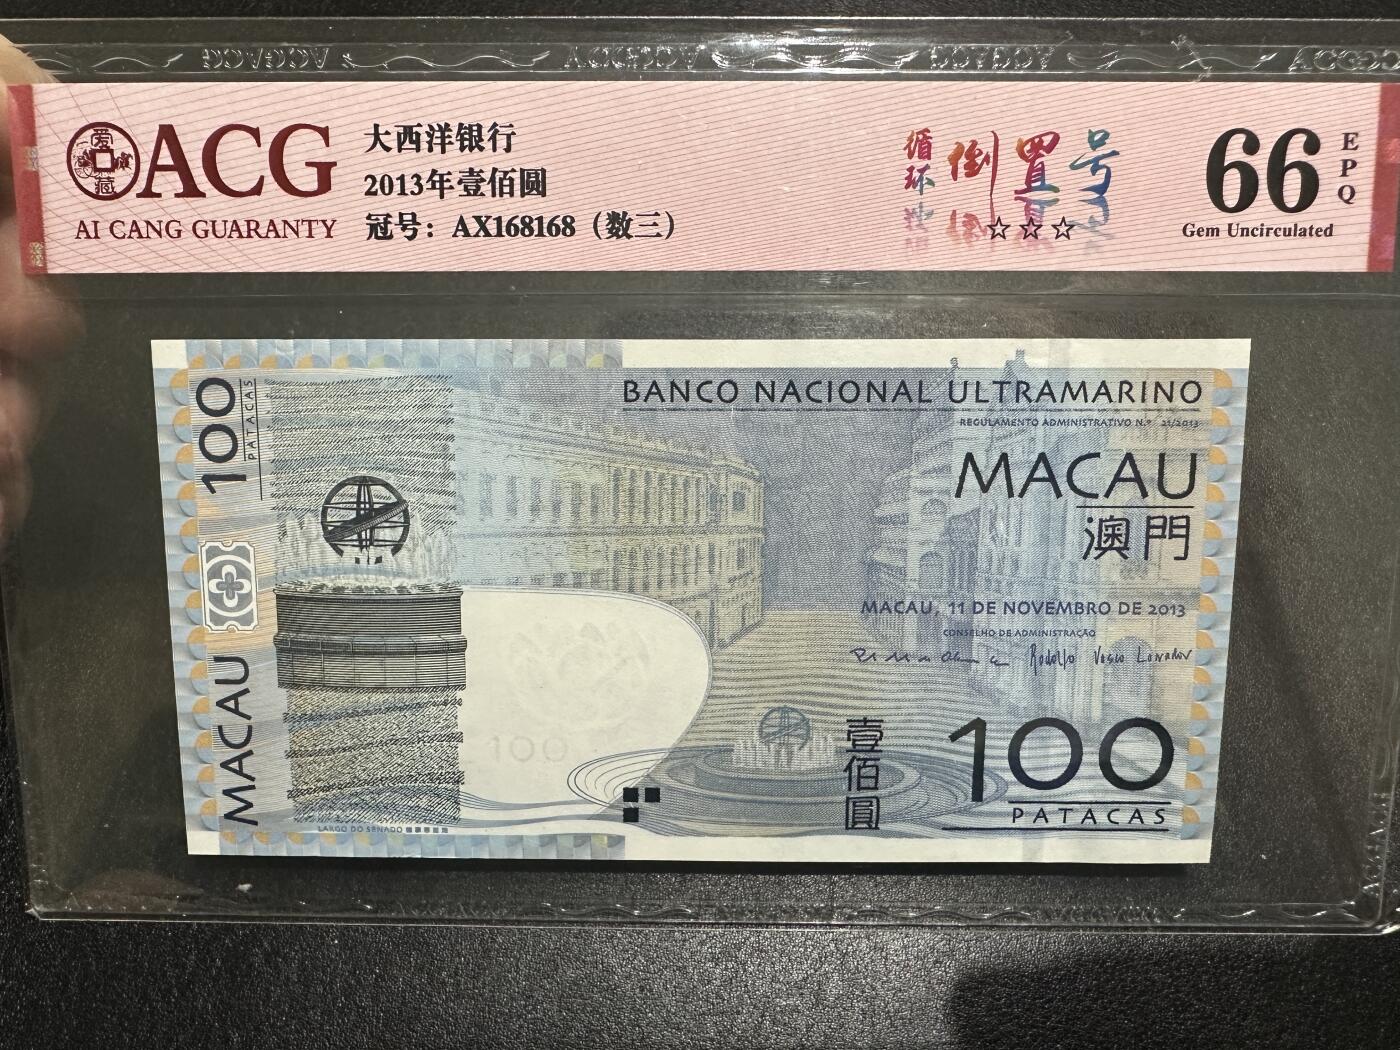 ACG
AI CANG GUARANTY
大西洋银行
2013年壹佰圆
冠号：AX168168（数三）
循环倒置号
☆☆☆
66
EPQ
Gem Uncirculated
100
PATACAS
MACAU
BANCO NACIONAL ULTRAMARINO
REGULAMENTO ADMINISTRATIVO N.º 21/2013
MACAU
澳門
MACAU, 11 DE NOVEMBRO DE 2013
CONSELHO DE ADMINISTRAÇÃO
100
壹佰圓
100
PATACAS
LARGO DO SENADO